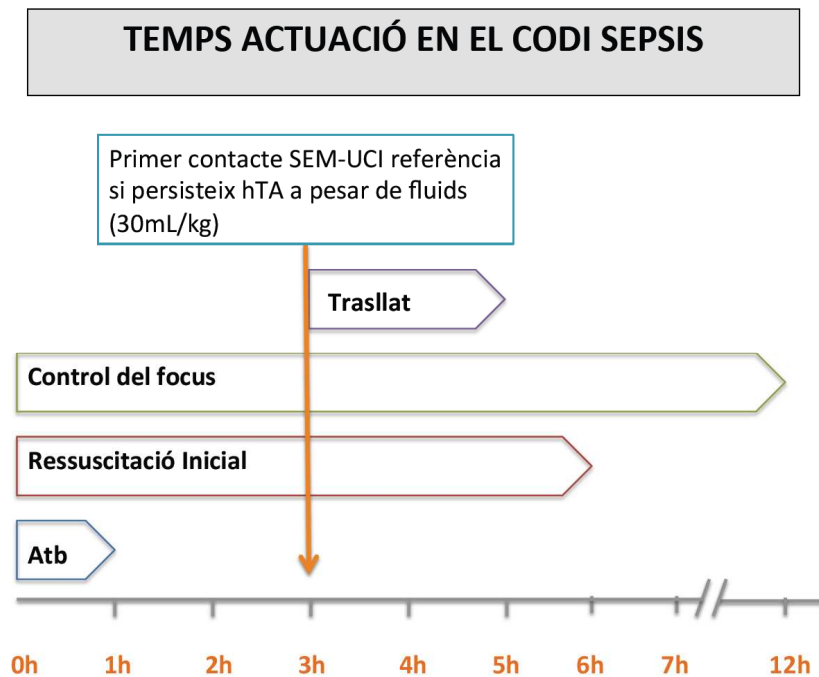 TEMPS ACTUACIÓ EN EL CODI SEPSIS
Primer contacte SEM-UCI referència
si persisteix hTA a pesar de fluids
(30mL/kg)
Trasllat
Control del focus
Ressuscitació Inicial
Atb
0h 1h 2h 3h 4h 5h 6h 7h 12h